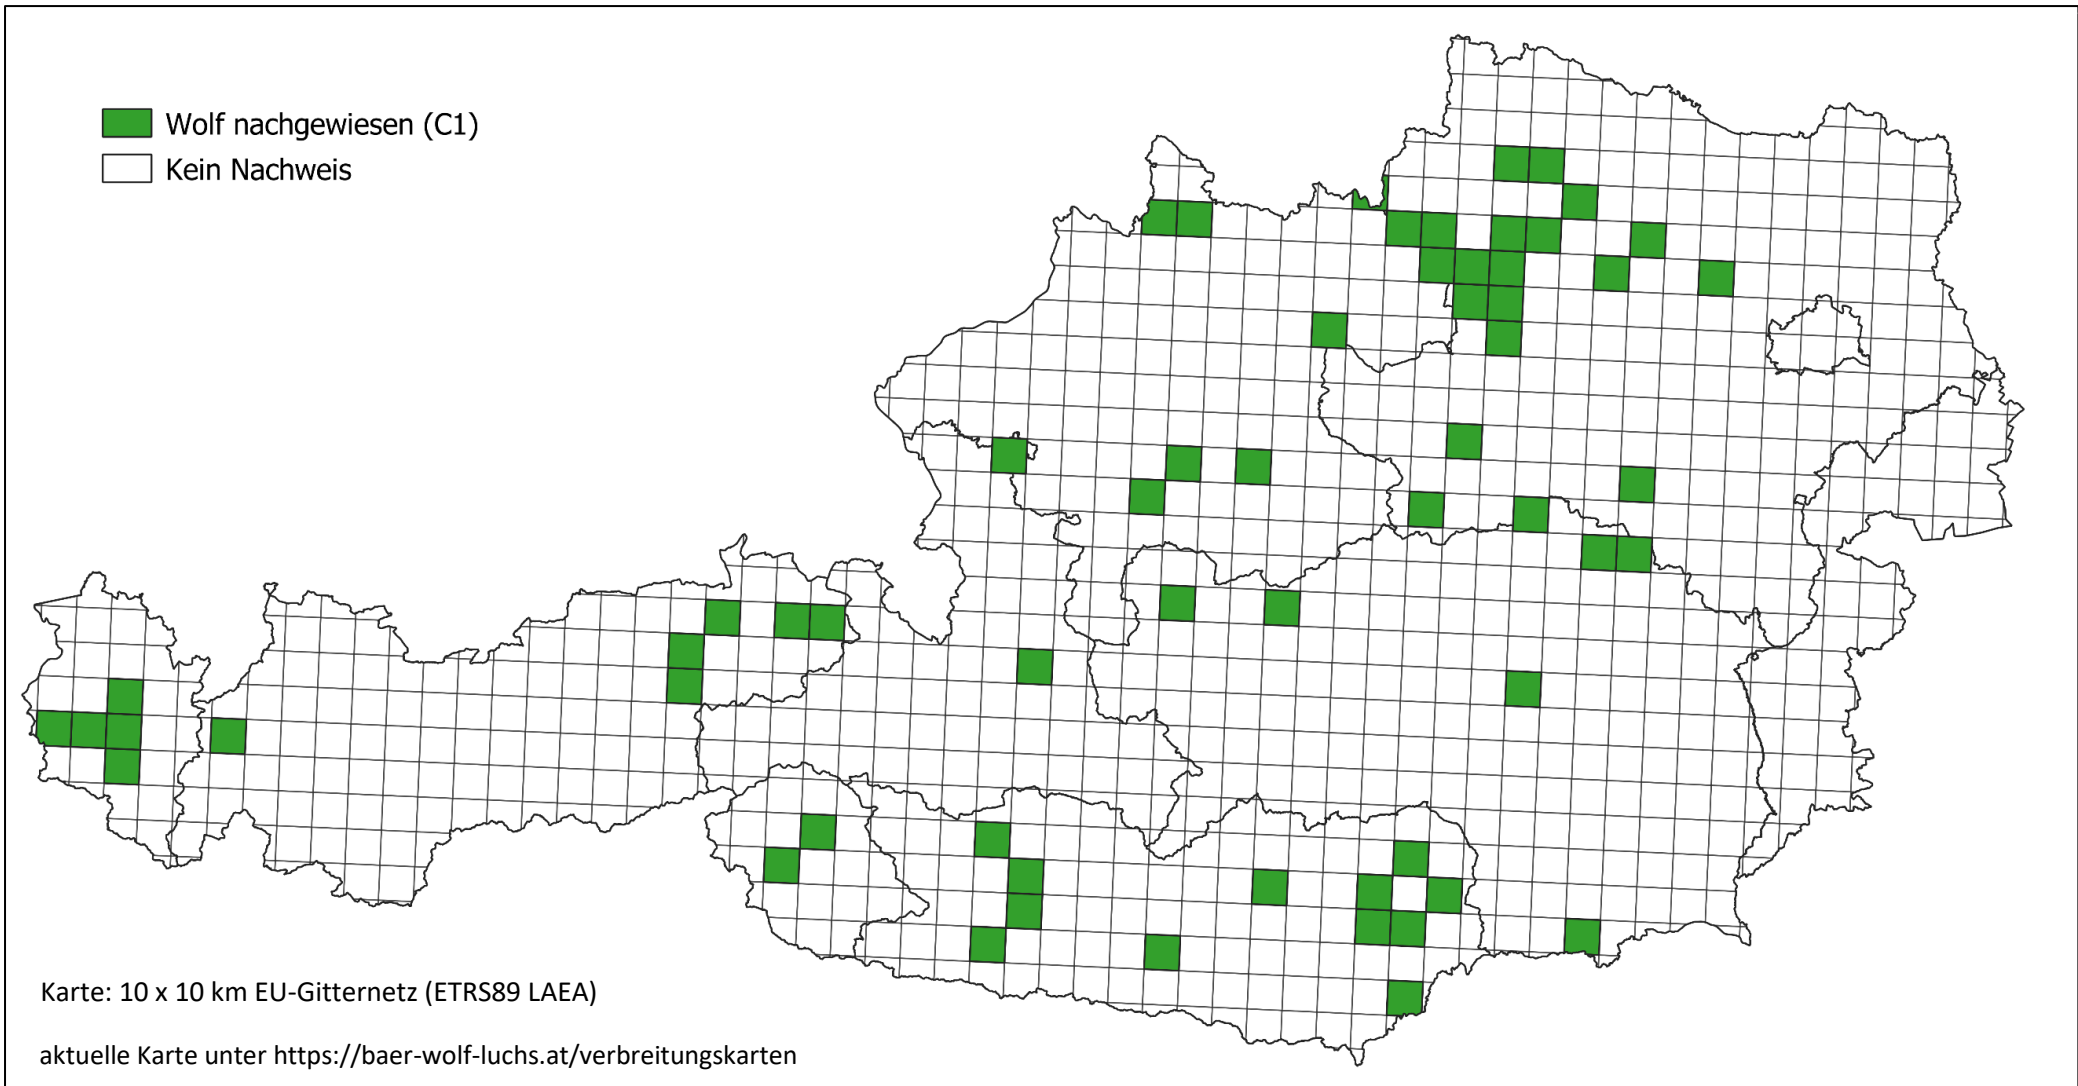 Wolf nachgewiesen (C1)
Kein Nachweis
Karte: 10 x 10 km EU-Gitternetz (ETRS89 LAEA)
aktuelle Karte unter https://baer-wolf-luchs.at/verbreitungskarten